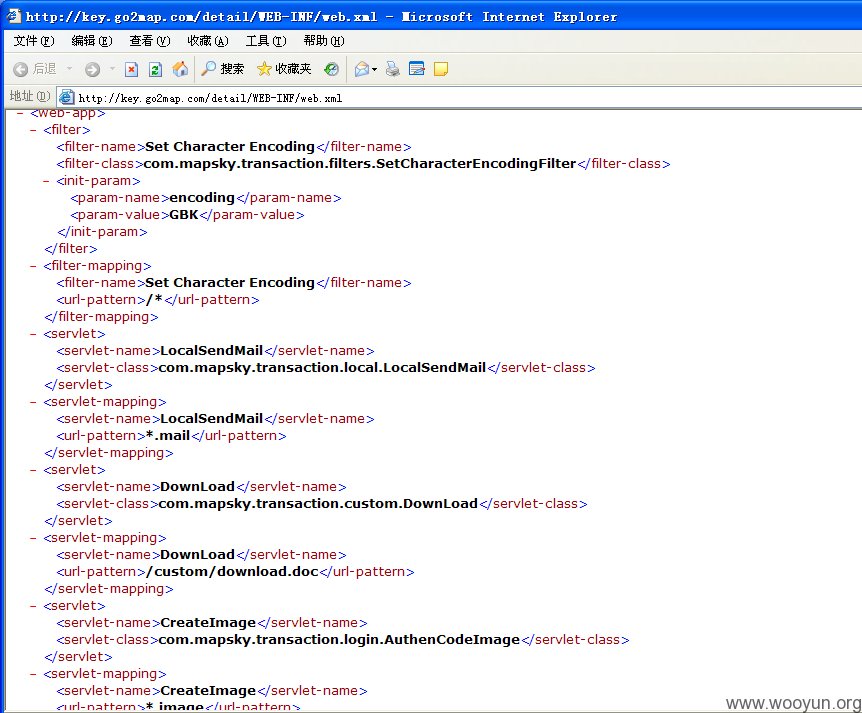 http://key.go2map.com/detail/WEB-INF/web.xml - Microsoft Internet Explorer
文件(F) 编辑(E) 查看(V) 收藏(A) 工具(T) 帮助(H)
后退 搜索 收藏夹
地址(D) http://key.go2map.com/detail/WEB-INF/web.xml
- <web-app>
- <filter>
<filter-name>Set Character Encoding</filter-name>
<filter-class>com.mapsky.transaction.filters.SetCharacterEncodingFilter</filter-class>
- <init-param>
<param-name>encoding</param-name>
<param-value>GBK</param-value>
</init-param>
</filter>
- <filter-mapping>
<filter-name>Set Character Encoding</filter-name>
<url-pattern>/*</url-pattern>
</filter-mapping>
- <servlet>
<servlet-name>LocalSendMail</servlet-name>
<servlet-class>com.mapsky.transaction.local.LocalSendMail</servlet-class>
</servlet>
- <servlet-mapping>
<servlet-name>LocalSendMail</servlet-name>
<url-pattern>*.mail</url-pattern>
</servlet-mapping>
- <servlet>
<servlet-name>DownLoad</servlet-name>
<servlet-class>com.mapsky.transaction.custom.DownLoad</servlet-class>
</servlet>
- <servlet-mapping>
<servlet-name>DownLoad</servlet-name>
<url-pattern>/custom/download.doc</url-pattern>
</servlet-mapping>
- <servlet>
<servlet-name>CreateImage</servlet-name>
<servlet-class>com.mapsky.transaction.login.AuthenCodeImage</servlet-class>
</servlet>
- <servlet-mapping>
<servlet-name>CreateImage</servlet-name>
<url-pattern>*.image</url-pattern>
www.wooyun.org